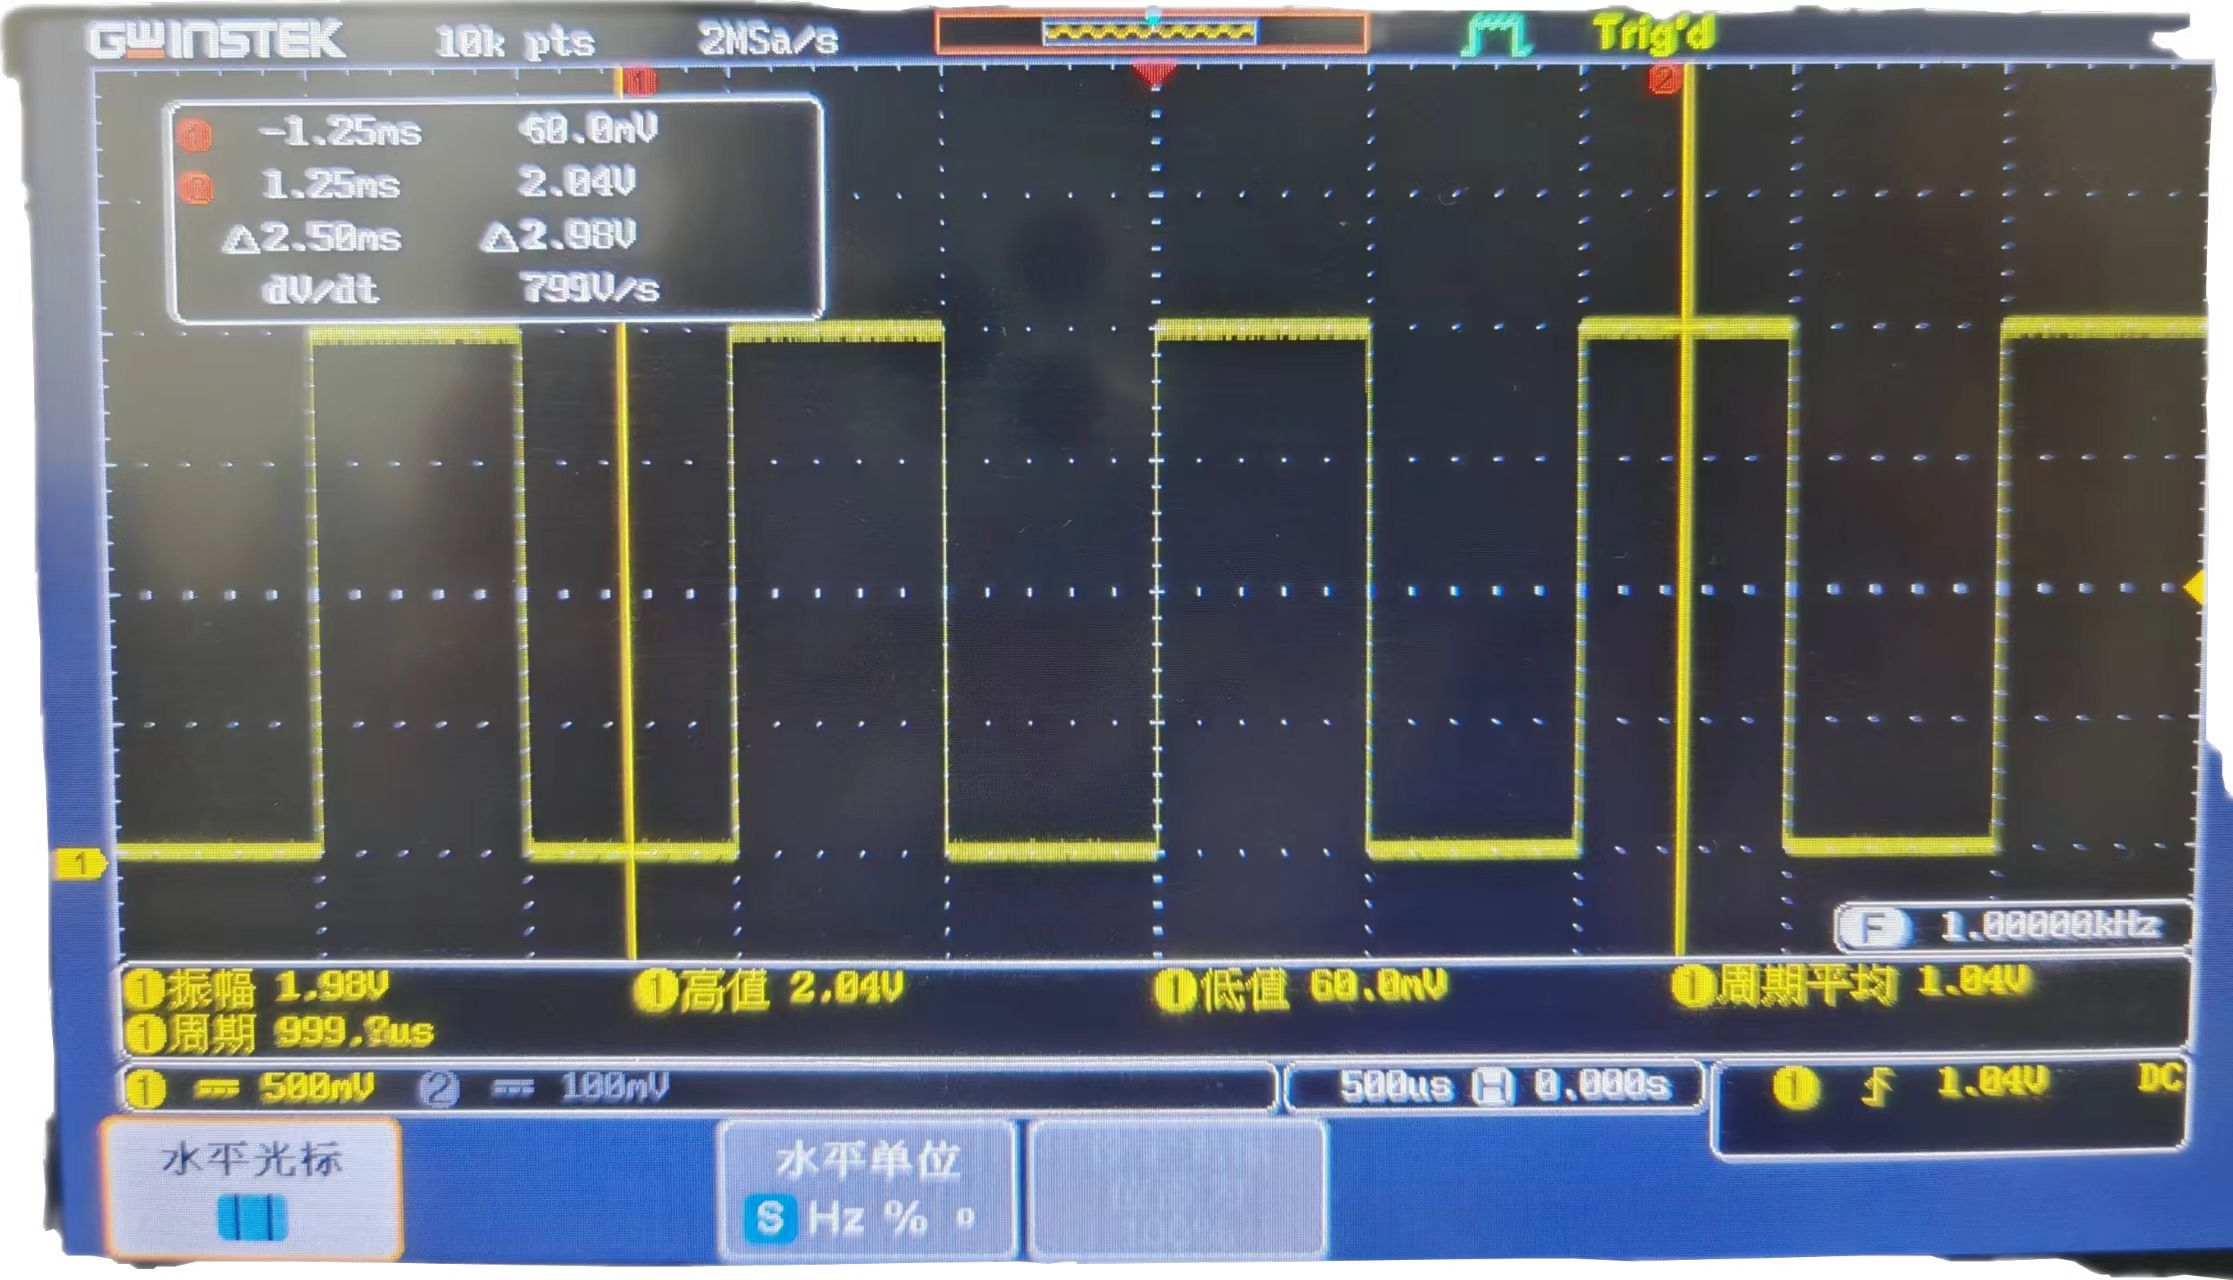 GWINSTEK 10k pts 2MSa/s Trig'd
1 2
1 -1.25ms 60.0mV
2 1.25ms 2.04V
△2.50ms △2.98V
dV/dt 799V/s
1
F 1.00000kHz
1振幅 1.98V 1高值 2.04V 1低值 60.0mV 1周期平均 1.04V
1周期
1 500mV 2 100mV 500us H 0.000s 1 1.04V DC
水平光标 水平单位
S Hz % °